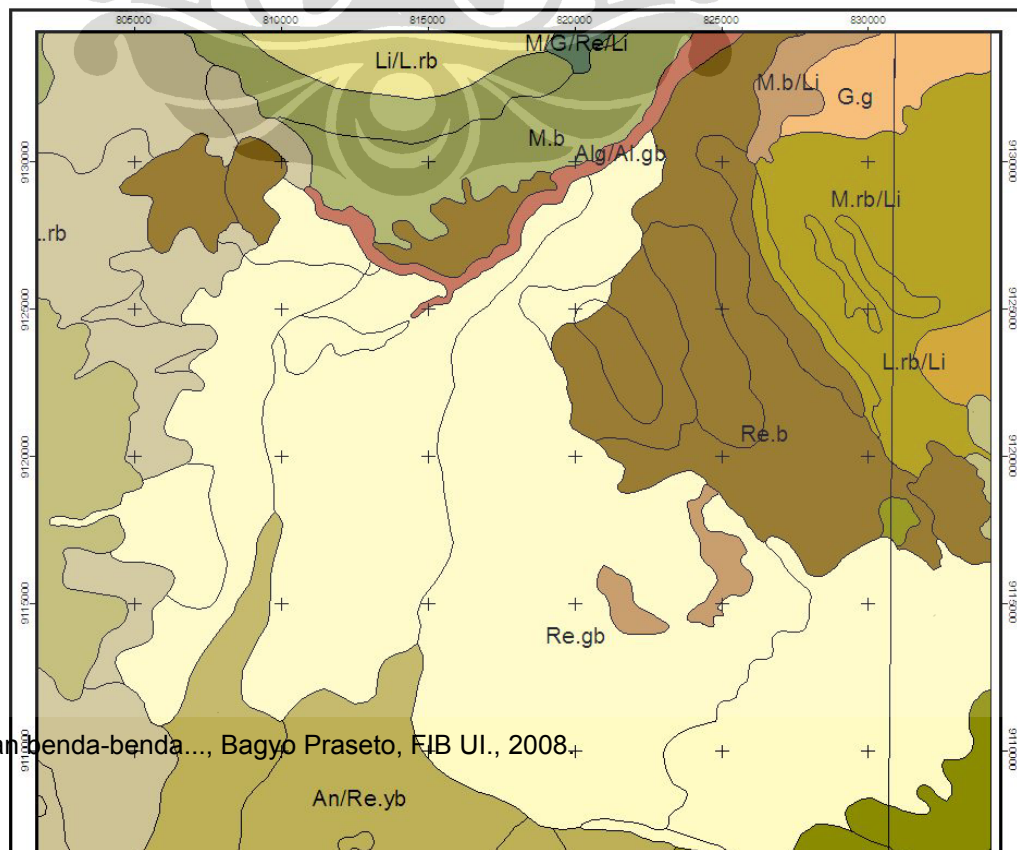 805000 810000 815000 820000 825000 830000
M/G/Re/Li
Li/L.rb
M.b/Li
G.g
M.b
Alg/Al.gb
9130000 9130000
M.rb/Li
.rb
9125000 9125000
L.rb/Li
Re.b
9120000 9120000
9115000 9115000
Re.gb
benda-benda..., Bagyo Praseto, FIB UI., 2008.
9110000 9110000
An/Re.yb